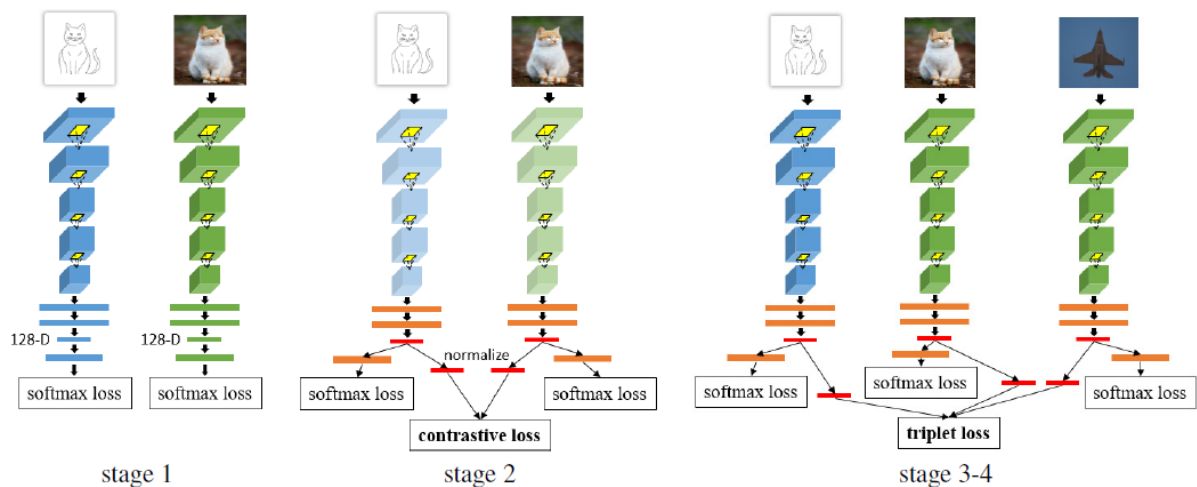 128-D
128-D
softmax loss
softmax loss
stage 1
normalize
softmax loss
softmax loss
contrastive loss
stage 2
softmax loss
softmax loss
softmax loss
triplet loss
stage 3-4